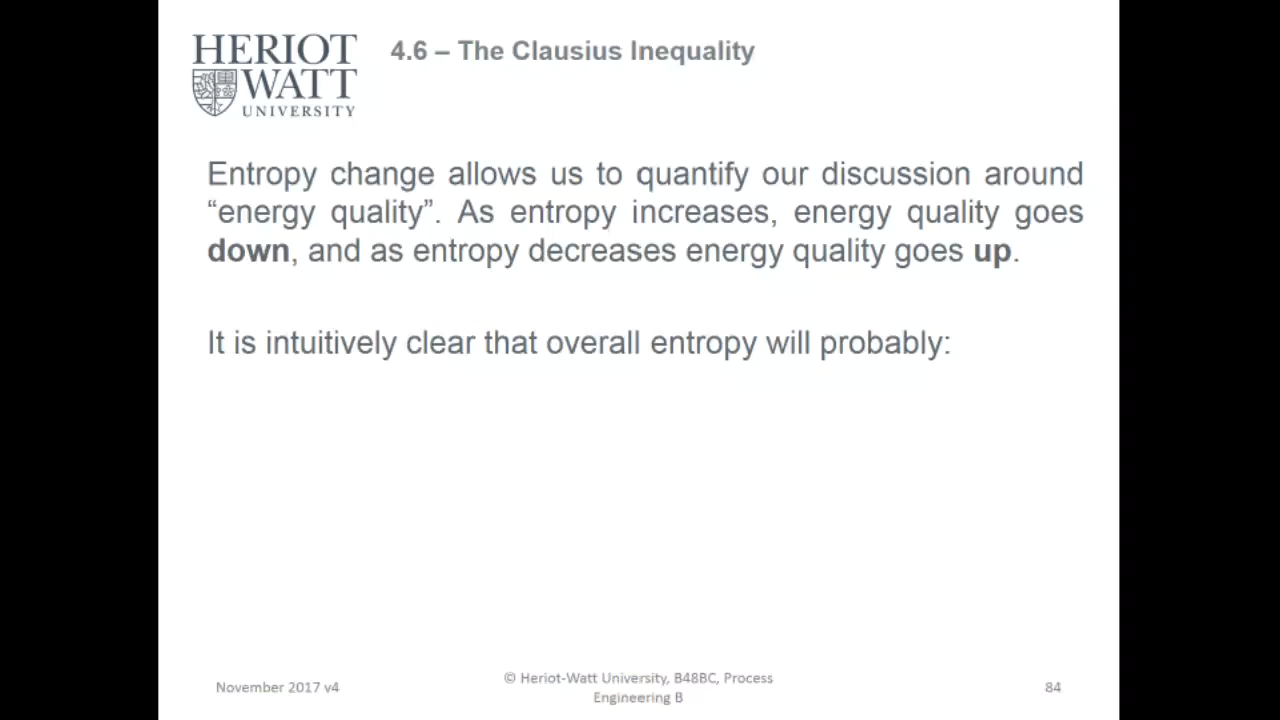 HERIOT
WATT
UNIVERSITY
4.6 – The Clausius Inequality
Entropy change allows us to quantify our discussion around
“energy quality”. As entropy increases, energy quality goes
down, and as entropy decreases energy quality goes up.
It is intuitively clear that overall entropy will probably:
November 2017 v4
© Heriot-Watt University, B48BC, Process
Engineering B
84